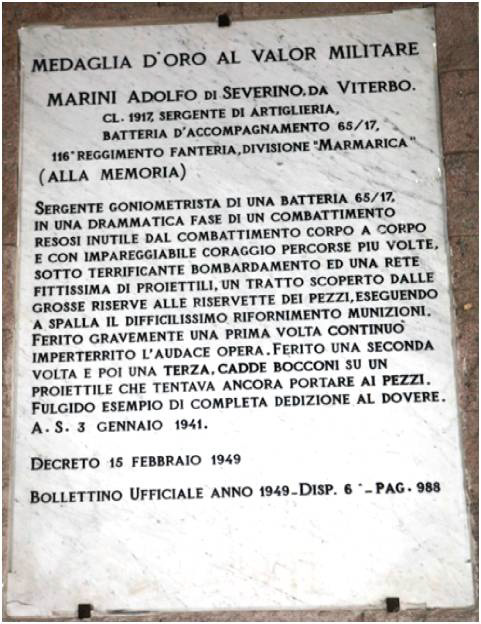 MEDAGLIA D'ORO AL VALOR MILITARE
MARINI ADOLFO DI SEVERINO, DA VITERBO.
CL. 1917, SERGENTE DI ARTIGLIERIA,
BATTERIA D'ACCOMPAGNAMENTO 65/17,
116° REGGIMENTO FANTERIA, DIVISIONE "MARMARICA"
(ALLA MEMORIA)
SERGENTE GONIOMETRISTA DI UNA BATTERIA 65/17,
IN UNA DRAMMATICA FASE DI UN COMBATTIMENTO
RESOSI INUTILE DAL COMBATTIMENTO CORPO A CORPO
E CON IMPAREGGIABILE CORAGGIO PERCORSE PIU VOLTE,
SOTTO TERRIFICANTE BOMBARDAMENTO ED UNA RETE
FITTISSIMA DI PROIETTILI, UN TRATTO SCOPERTO DALLE
GROSSE RISERVE ALLE RISERVETTE DEI PEZZI, ESEGUENDO
A SPALLA IL DIFFICILISSIMO RIFORNIMENTO MUNIZIONI.
FERITO GRAVEMENTE UNA PRIMA VOLTA CONTINUO'
IMPERTERRITO L'AUDACE OPERA. FERITO UNA SECONDA
VOLTA E POI UNA TERZA, CADDE BOCCONI SU UN
PROIETTILE CHE TENTAVA ANCORA PORTARE AI PEZZI.
FULGIDO ESEMPIO DI COMPLETA DEDIZIONE AL DOVERE.
A. S. 3 GENNAIO 1941.
DECRETO 15 FEBBRAIO 1949
BOLLETTINO UFFICIALE ANNO 1949 - DISP. 6° - PAG. 988